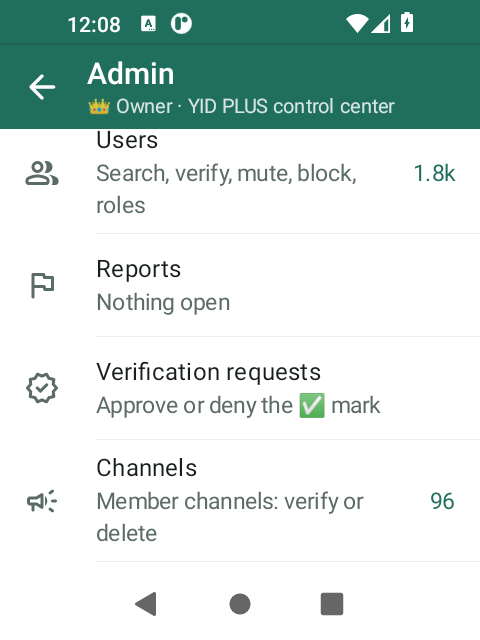 12:08
Admin
👑 Owner · YID PLUS control center
Users
Search, verify, mute, block,
roles
1.8k
Reports
Nothing open
Verification requests
Approve or deny the ✅ mark
Channels
Member channels: verify or
delete
96